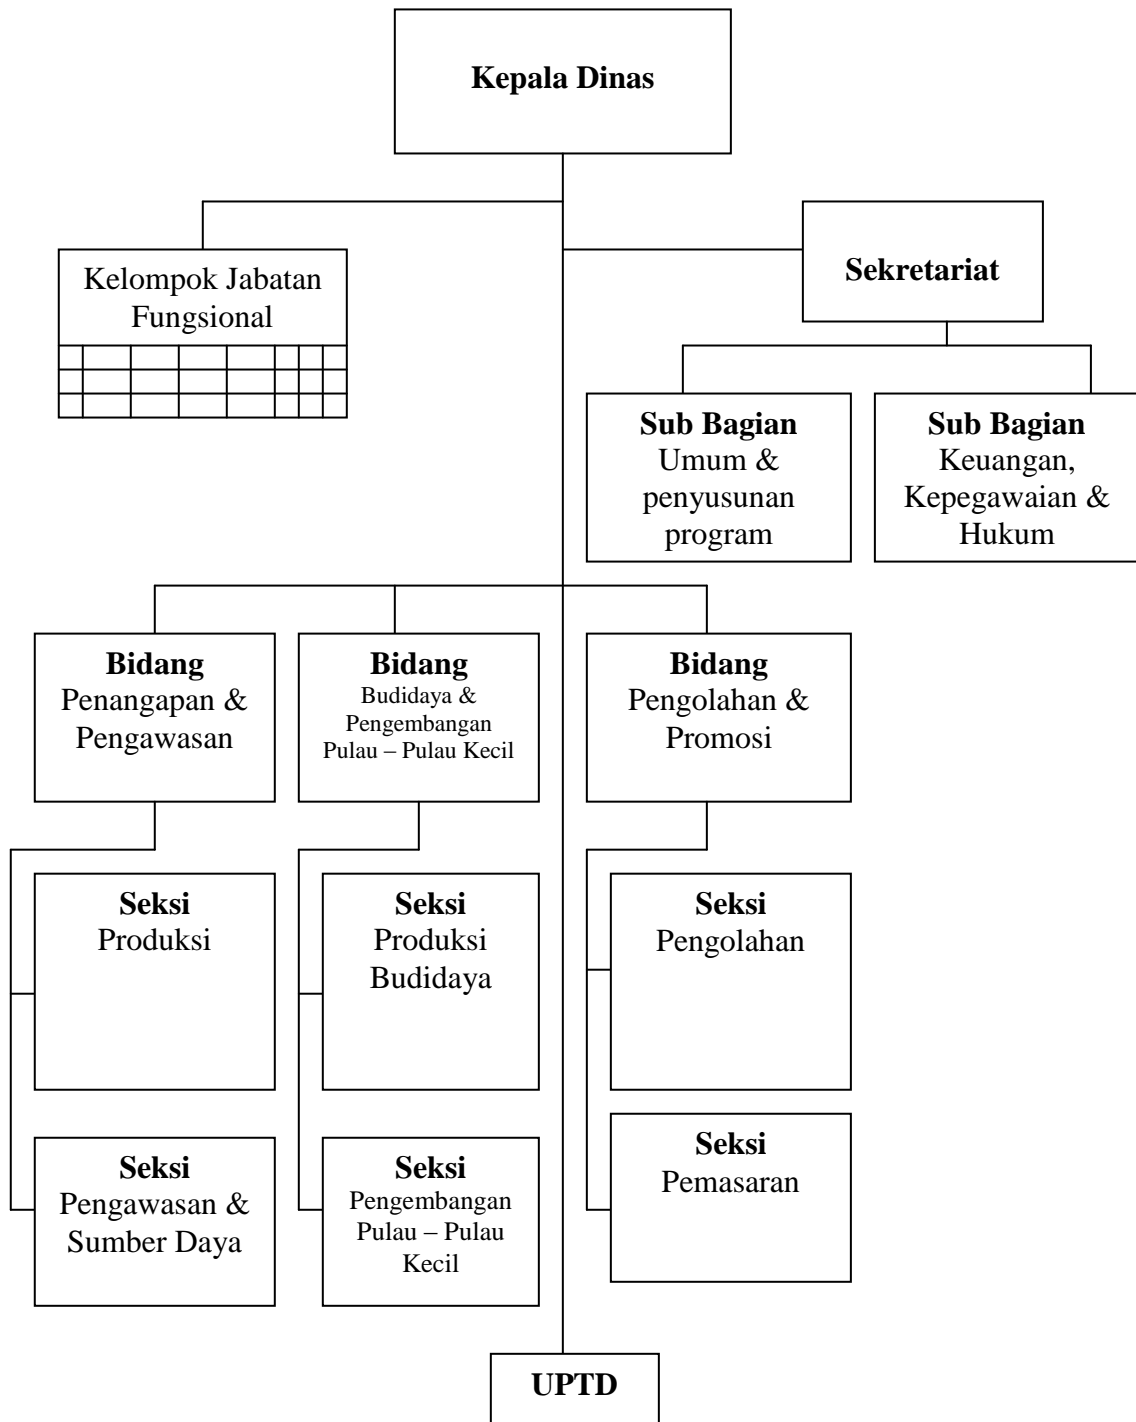 Kepala Dinas
Kelompok Jabatan
Fungsional
Sekretariat
Sub Bagian
Umum &
penyusunan
program
Sub Bagian
Keuangan,
Kepegawaian &
Hukum
Bidang
Penangapan &
Pengawasan
Bidang
Budidaya &
Pengembangan
Pulau – Pulau Kecil
Bidang
Pengolahan &
Promosi
Seksi
Produksi
Seksi
Produksi
Budidaya
Seksi
Pengolahan
Seksi
Pengawasan &
Sumber Daya
Seksi
Pengembangan
Pulau – Pulau
Kecil
Seksi
Pemasaran
UPTD